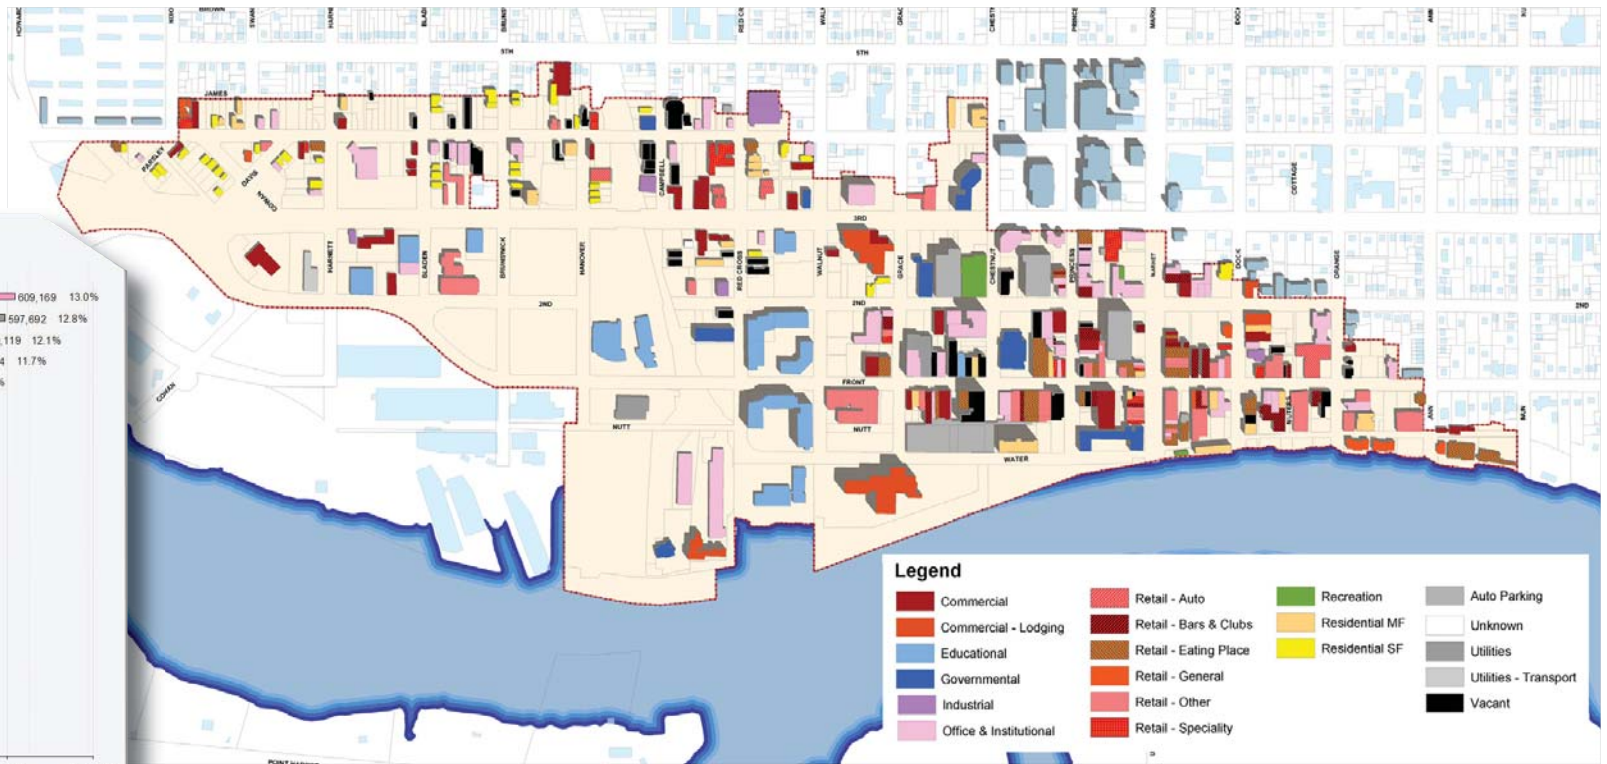 5TH
5TH
JAMES
PARSLEY
DAVIS
COWAN
CAMPBELL
COTTAGE
3RD
HARNETT
BLADEN
BRUNSWICK
HANOVER
RED CROSS
WALNUT
GRACE
CHESTNUT
PRINCESS
MARKET
DOCK
ORANGE
609,169 13.0%
597,692 12.8%
,119 12.1%
4 11.7%
%
2ND
2ND
2ND
COWAN
FRONT
NUTT
NUTT
WATER
ANN
NUN
Legend
Commercial
Commercial - Lodging
Educational
Governmental
Industrial
Office & Institutional
Retail - Auto
Retail - Bars & Clubs
Retail - Eating Place
Retail - General
Retail - Other
Retail - Speciality
Recreation
Residential MF
Residential SF
Auto Parking
Unknown
Utilities
Utilities - Transport
Vacant